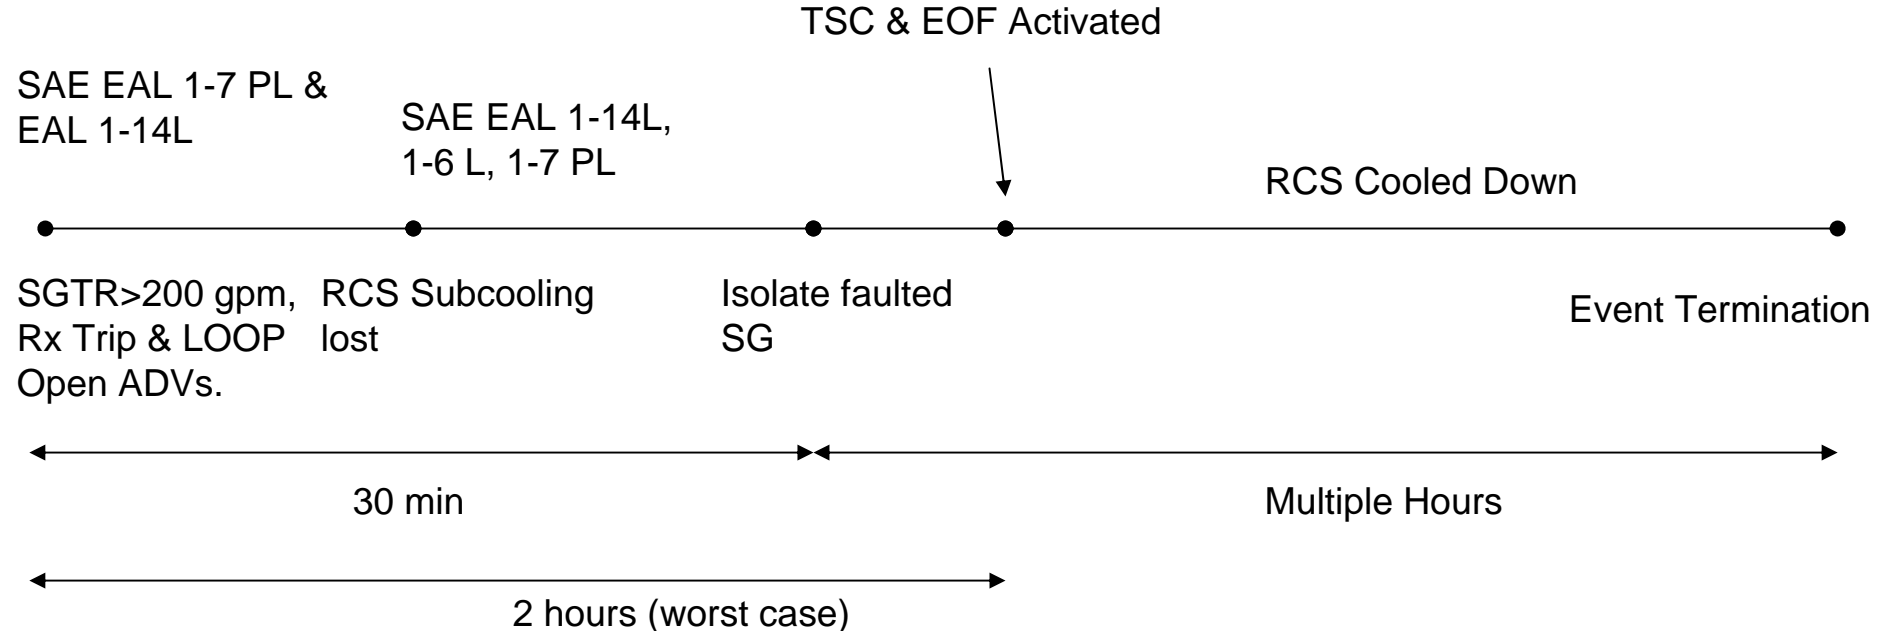 TSC & EOF Activated
SAE EAL 1-7 PL &
EAL 1-14L
SAE EAL 1-14L,
1-6 L, 1-7 PL
RCS Cooled Down
SGTR>200 gpm,
Rx Trip & LOOP
Open ADVs.
RCS Subcooling
lost
Isolate faulted
SG
Event Termination
30 min
Multiple Hours
2 hours (worst case)